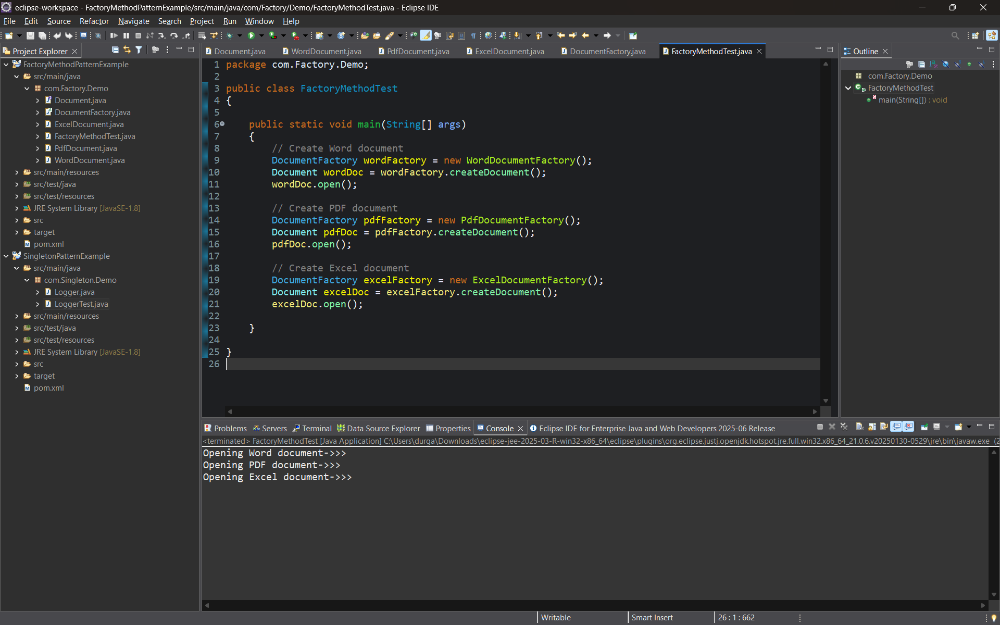 eclipse-workspace - FactoryMethodPatternExample/src/main/java/com/Factory/Demo/FactoryMethodTest.java - Eclipse IDE
File Edit Source Refactor Navigate Search Project Run Window Help
Project Explorer
FactoryMethodPatternExample
src/main/java
com.Factory.Demo
Document.java
DocumentFactory.java
ExcelDocument.java
FactoryMethodTest.java
PdfDocument.java
WordDocument.java
src/main/resources
src/test/java
src/test/resources
JRE System Library [JavaSE-1.8]
src
target
pom.xml
SingletonPatternExample
src/main/java
com.Singleton.Demo
Logger.java
LoggerTest.java
src/main/resources
src/test/java
src/test/resources
JRE System Library [JavaSE-1.8]
src
target
pom.xml
Document.java WordDocument.java PdfDocument.java ExcelDocument.java DocumentFactory.java FactoryMethodTest.java
1 package com.Factory.Demo;
2
3 public class FactoryMethodTest
4 {
5
6 public static void main(String[] args)
7 {
8 // Create Word document
9 DocumentFactory wordFactory = new WordDocumentFactory();
10 Document wordDoc = wordFactory.createDocument();
11 wordDoc.open();
12
13 // Create PDF document
14 DocumentFactory pdfFactory = new PdfDocumentFactory();
15 Document pdfDoc = pdfFactory.createDocument();
16 pdfDoc.open();
17
18 // Create Excel document
19 DocumentFactory excelFactory = new ExcelDocumentFactory();
20 Document excelDoc = excelFactory.createDocument();
21 excelDoc.open();
22
23 }
24
25 }
26
Outline
com.Factory.Demo
FactoryMethodTest
main(String[]) : void
Problems Servers Terminal Data Source Explorer Properties Console Eclipse IDE for Enterprise Java and Web Developers 2025-06 Release
<terminated> FactoryMethodTest [Java Application] C:\Users\durga\Downloads\eclipse-jee-2025-03-R-win32-x86_64\eclipse\plugins\org.eclipse.justj.openjdk.hotspot.jre.full.win32.x86_64_21.0.6.v20250130-0529\jre\bin\javaw.exe (2
Opening Word document->>>
Opening PDF document->>>
Opening Excel document->>>
Writable Smart Insert 26 : 1 : 662